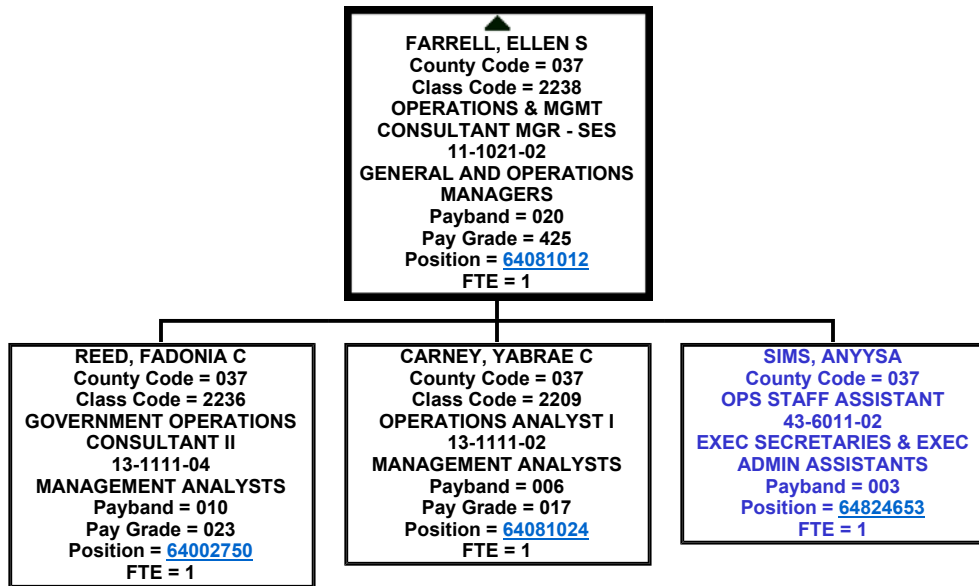 FARRELL, ELLEN S
County Code = 037
Class Code = 2238
OPERATIONS & MGMT
CONSULTANT MGR - SES
11-1021-02
GENERAL AND OPERATIONS
MANAGERS
Payband = 020
Pay Grade = 425
Position = 64081012
FTE = 1
REED, FADONIA C
County Code = 037
Class Code = 2236
GOVERNMENT OPERATIONS
CONSULTANT II
13-1111-04
MANAGEMENT ANALYSTS
Payband = 010
Pay Grade = 023
Position = 64002750
FTE = 1
CARNEY, YABRAE C
County Code = 037
Class Code = 2209
OPERATIONS ANALYST I
13-1111-02
MANAGEMENT ANALYSTS
Payband = 006
Pay Grade = 017
Position = 64081024
FTE = 1
SIMS, ANYYSA
County Code = 037
OPS STAFF ASSISTANT
43-6011-02
EXEC SECRETARIES & EXEC
ADMIN ASSISTANTS
Payband = 003
Position = 64824653
FTE = 1